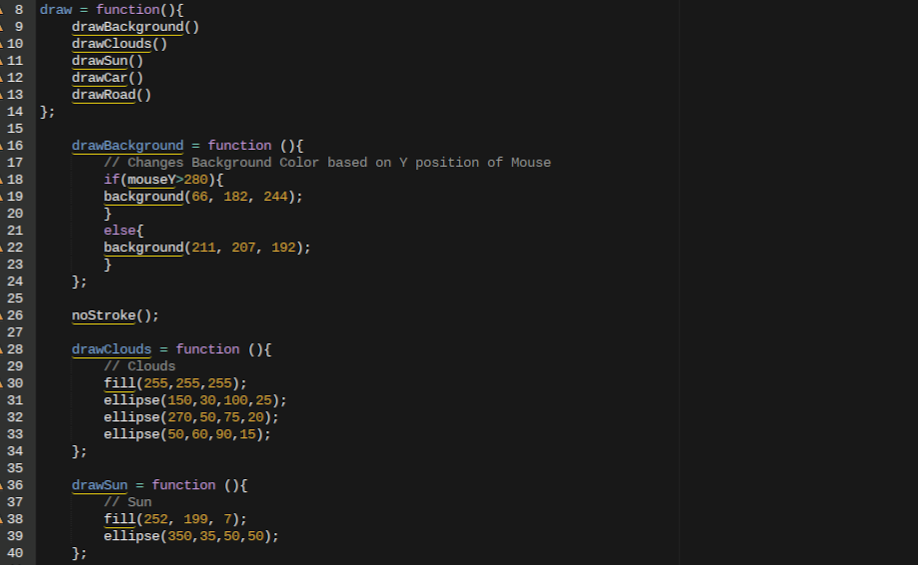 8 draw = function(){
9 drawBackground()
10 drawClouds()
11 drawSun()
12 drawCar()
13 drawRoad()
14 };
15
16 drawBackground = function (){
17 // Changes Background Color based on Y position of Mouse
18 if(mouseY>280){
19 background(66, 182, 244);
20 }
21 else{
22 background(211, 207, 192);
23 }
24 };
25
26 noStroke();
27
28 drawClouds = function (){
29 // Clouds
30 fill(255,255,255);
31 ellipse(150,30,100,25);
32 ellipse(270,50,75,20);
33 ellipse(50,60,90,15);
34 };
35
36 drawSun = function (){
37 // Sun
38 fill(252, 199, 7);
39 ellipse(350,35,50,50);
40 };